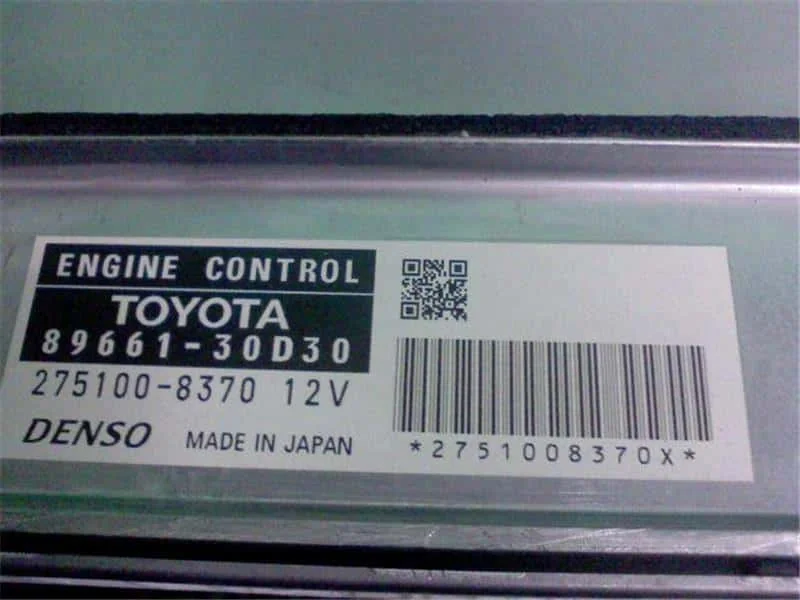 ENGINE CONTROL
TOYOTA
89661-30D30
275100-8370 12V
DENSO MADE IN JAPAN
*2751008370X*